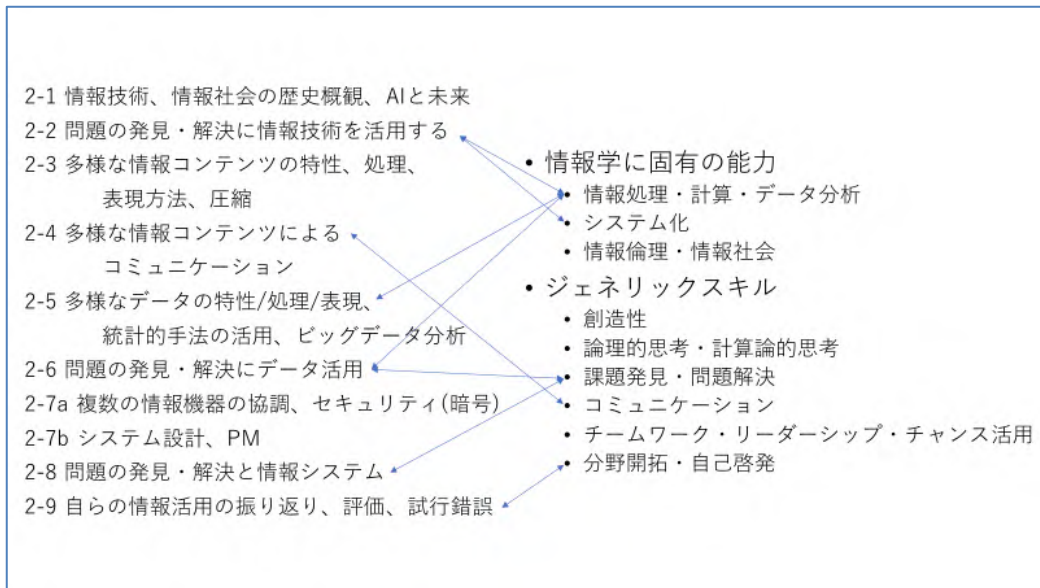 2-1 情報技術、情報社会の歴史概観、AIと未来
2-2 問題の発見・解決に情報技術を活用する
2-3 多様な情報コンテンツの特性、処理、
表現方法、圧縮
2-4 多様な情報コンテンツによる
コミュニケーション
2-5 多様なデータの特性/処理/表現、
統計的手法の活用、ビッグデータ分析
2-6 問題の発見・解決にデータ活用
2-7a 複数の情報機器の協調、セキュリティ(暗号)
2-7b システム設計、PM
2-8 問題の発見・解決と情報システム
2-9 自らの情報活用の振り返り、評価、試行錯誤
• 情報学に固有の能力
• 情報処理・計算・データ分析
• システム化
• 情報倫理・情報社会
• ジェネリックスキル
• 創造性
• 論理的思考・計算論的思考
• 課題発見・問題解決
• コミュニケーション
• チームワーク・リーダーシップ・チャンス活用
• 分野開拓・自己啓発